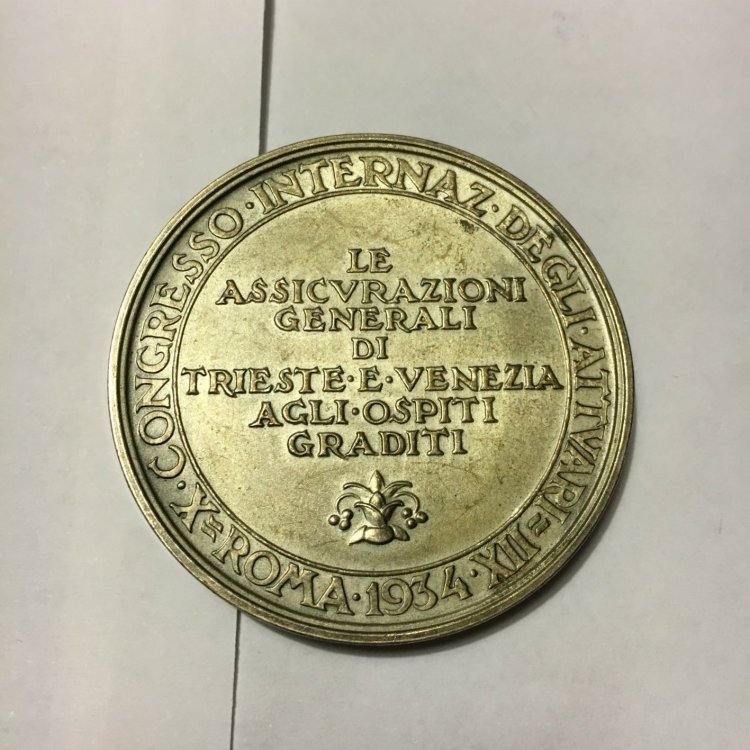 X · CONGRESSO · INTERNAZ · DEGLI · ATTVARI = ROMA · 1934 · XII
LE
ASSICVRAZIONI
GENERALI
DI
TRIESTE · E · VENEZIA
AGLI · OSPITI
GRADITI